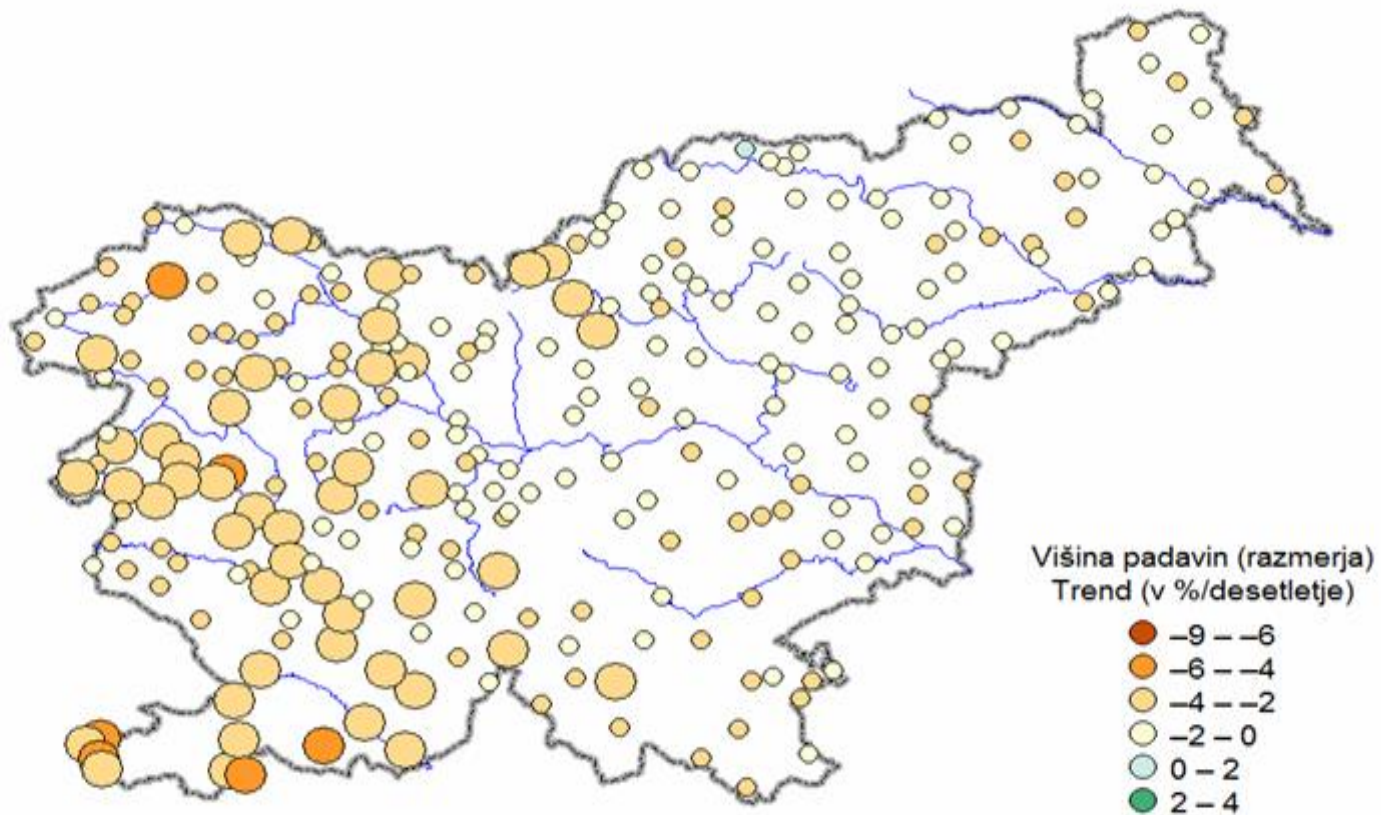 Višina padavin (razmerja)
Trend (v %/desetletje)
–9 – –6
–6 – –4
–4 – –2
–2 – 0
0 – 2
2 – 4